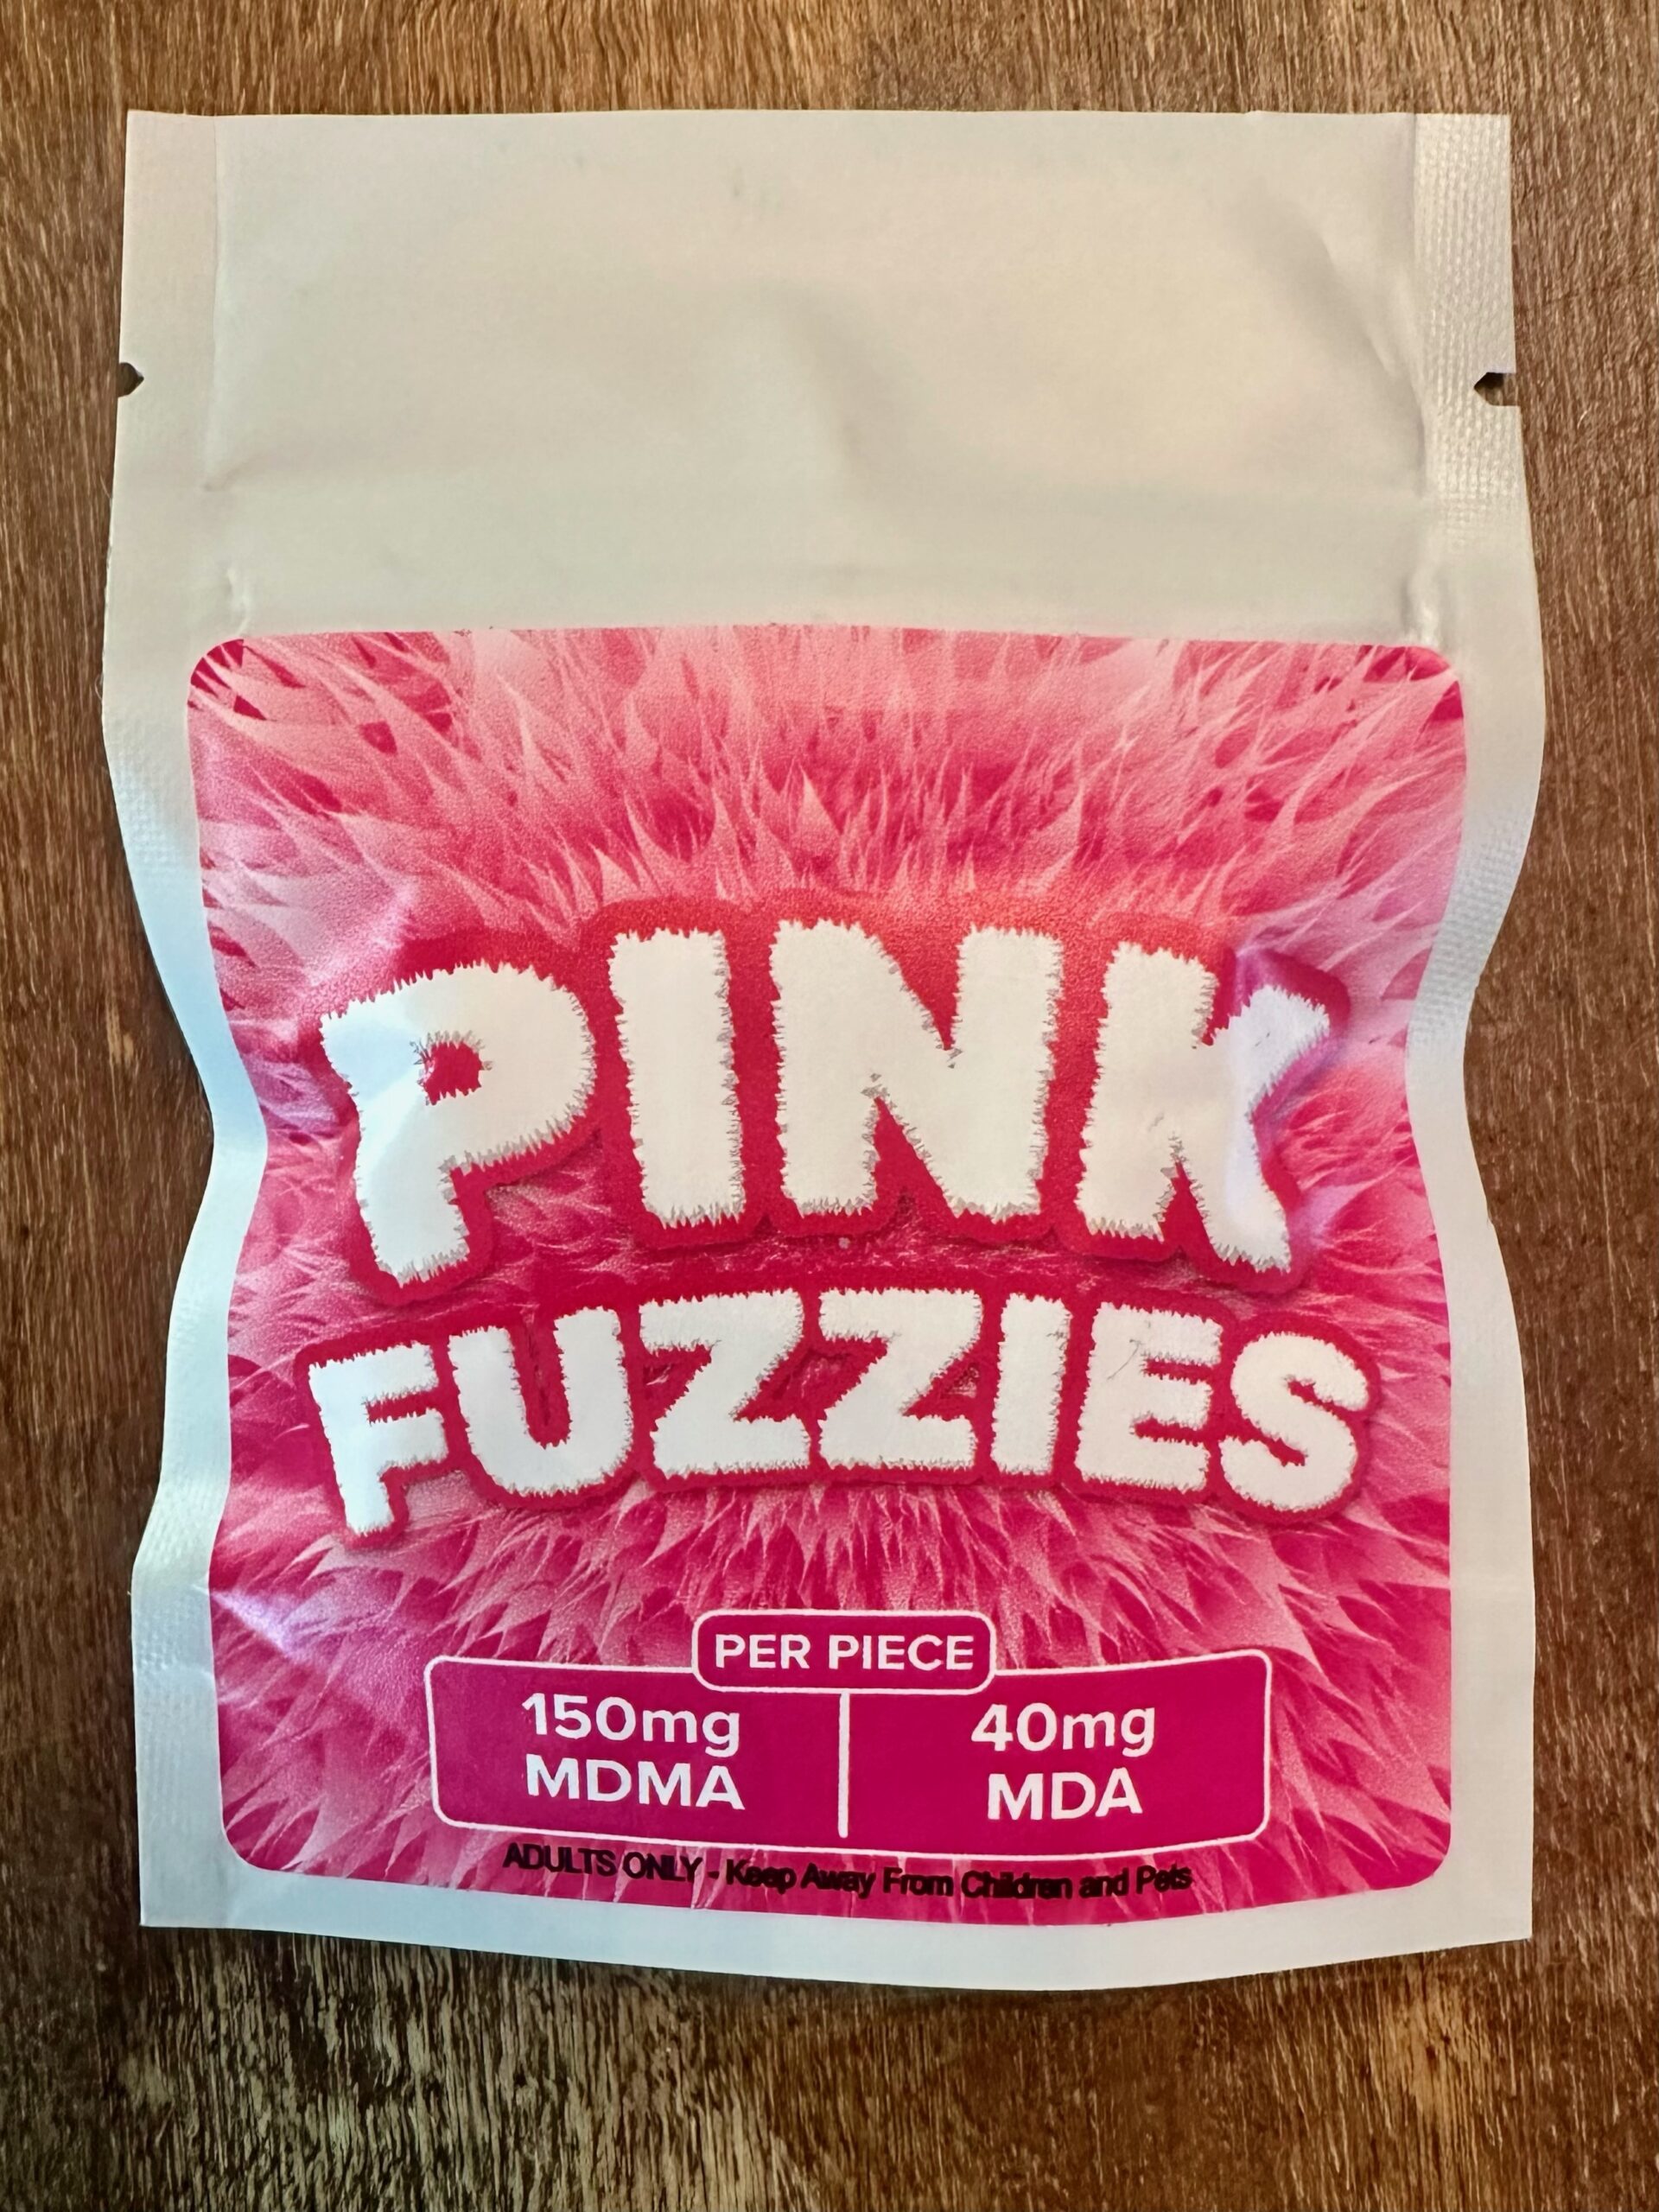 PINK
FUZZIES
PER PIECE
150mg
MDMA
40mg
MDA
ADULTS ONLY - Keep Away From Children and Pets